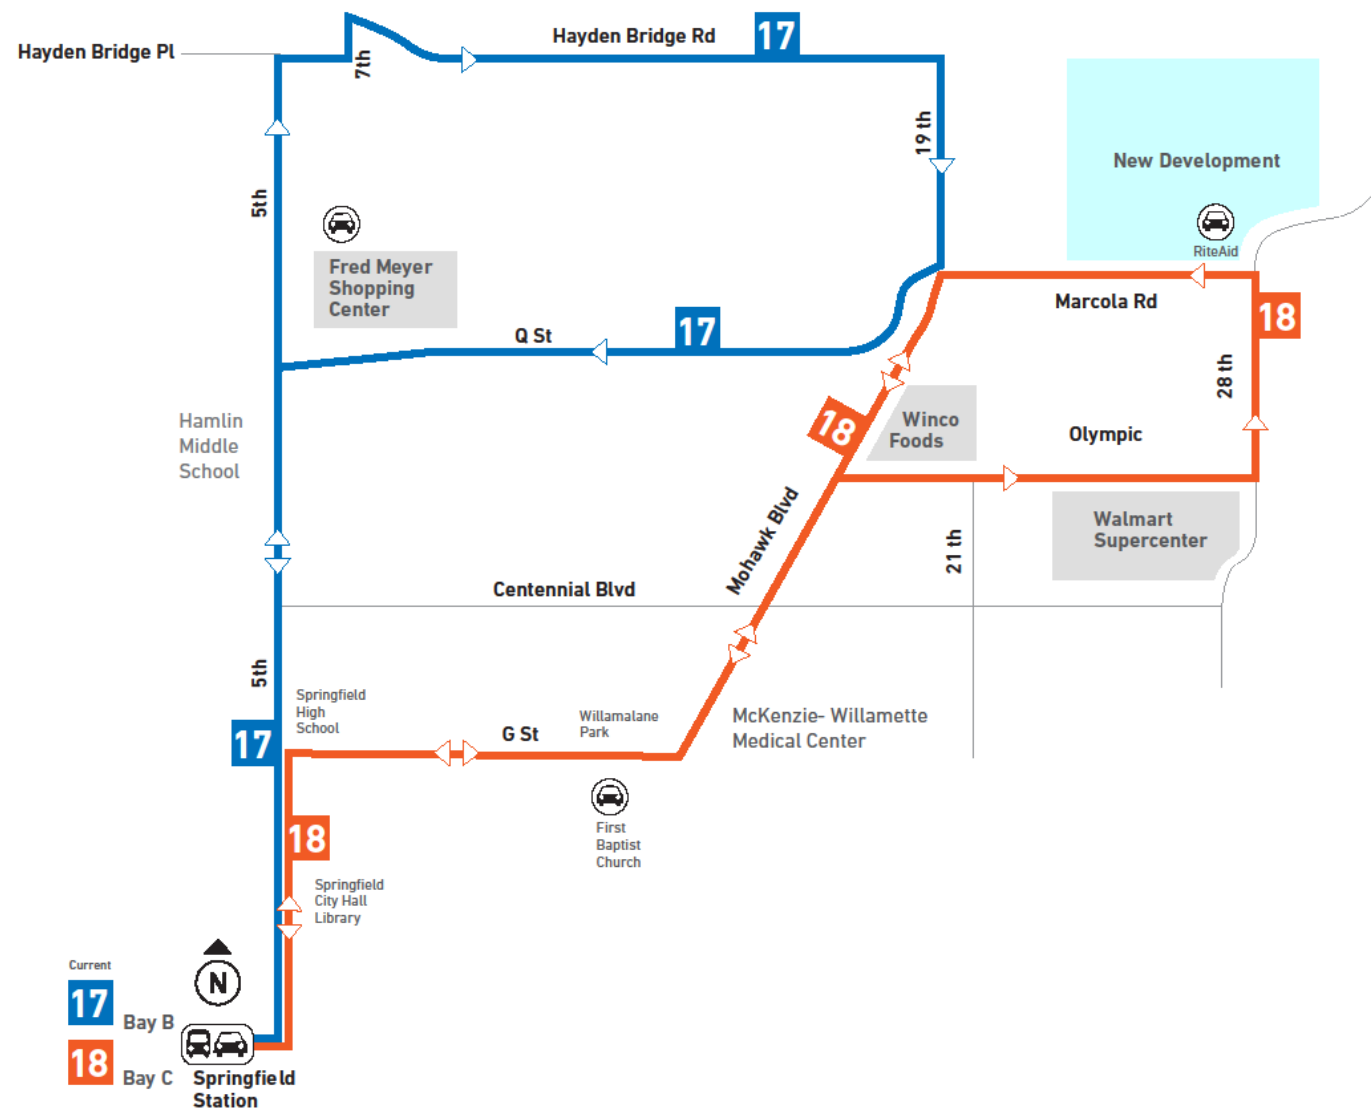 Hayden Bridge Pl
7th
Hayden Bridge Rd
17
19 th
5th
New Development
RiteAid
Fred Meyer
Shopping
Center
Marcola Rd
18
Q St
17
28 th
Hamlin
Middle
School
18
Winco
Foods
Olympic
Mohawk Blvd
Walmart
Supercenter
21 th
Centennial Blvd
5th
Springfield
High
School
Willamalane
Park
McKenzie- Willamette
Medical Center
17
G St
First
Baptist
Church
18
Springfield
City Hall
Library
N
Current
17
Bay B
18
Bay C
Springfield
Station